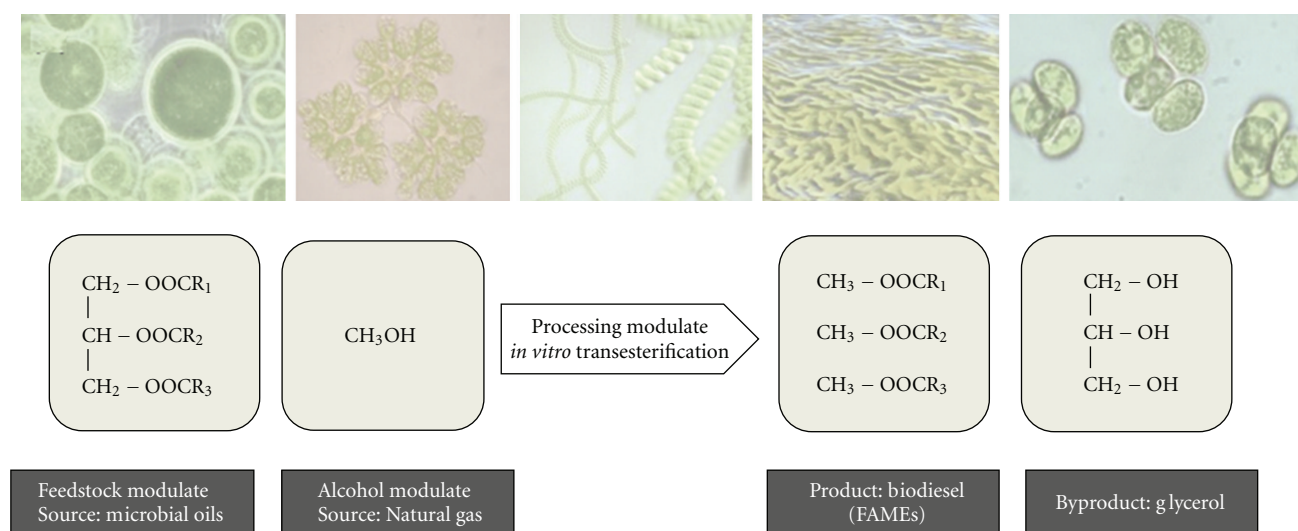 CH₂ – OOCR₁
CH – OOCR₂
CH₂ – OOCR₃
CH₃OH
Processing modulate
in vitro transesterification
CH₃ – OOCR₁
CH₃ – OOCR₂
CH₃ – OOCR₃
CH₂ – OH
CH – OH
CH₂ – OH
Feedstock modulate
Source: microbial oils
Alcohol modulate
Source: Natural gas
Product: biodiesel
(FAMEs)
Byproduct: glycerol